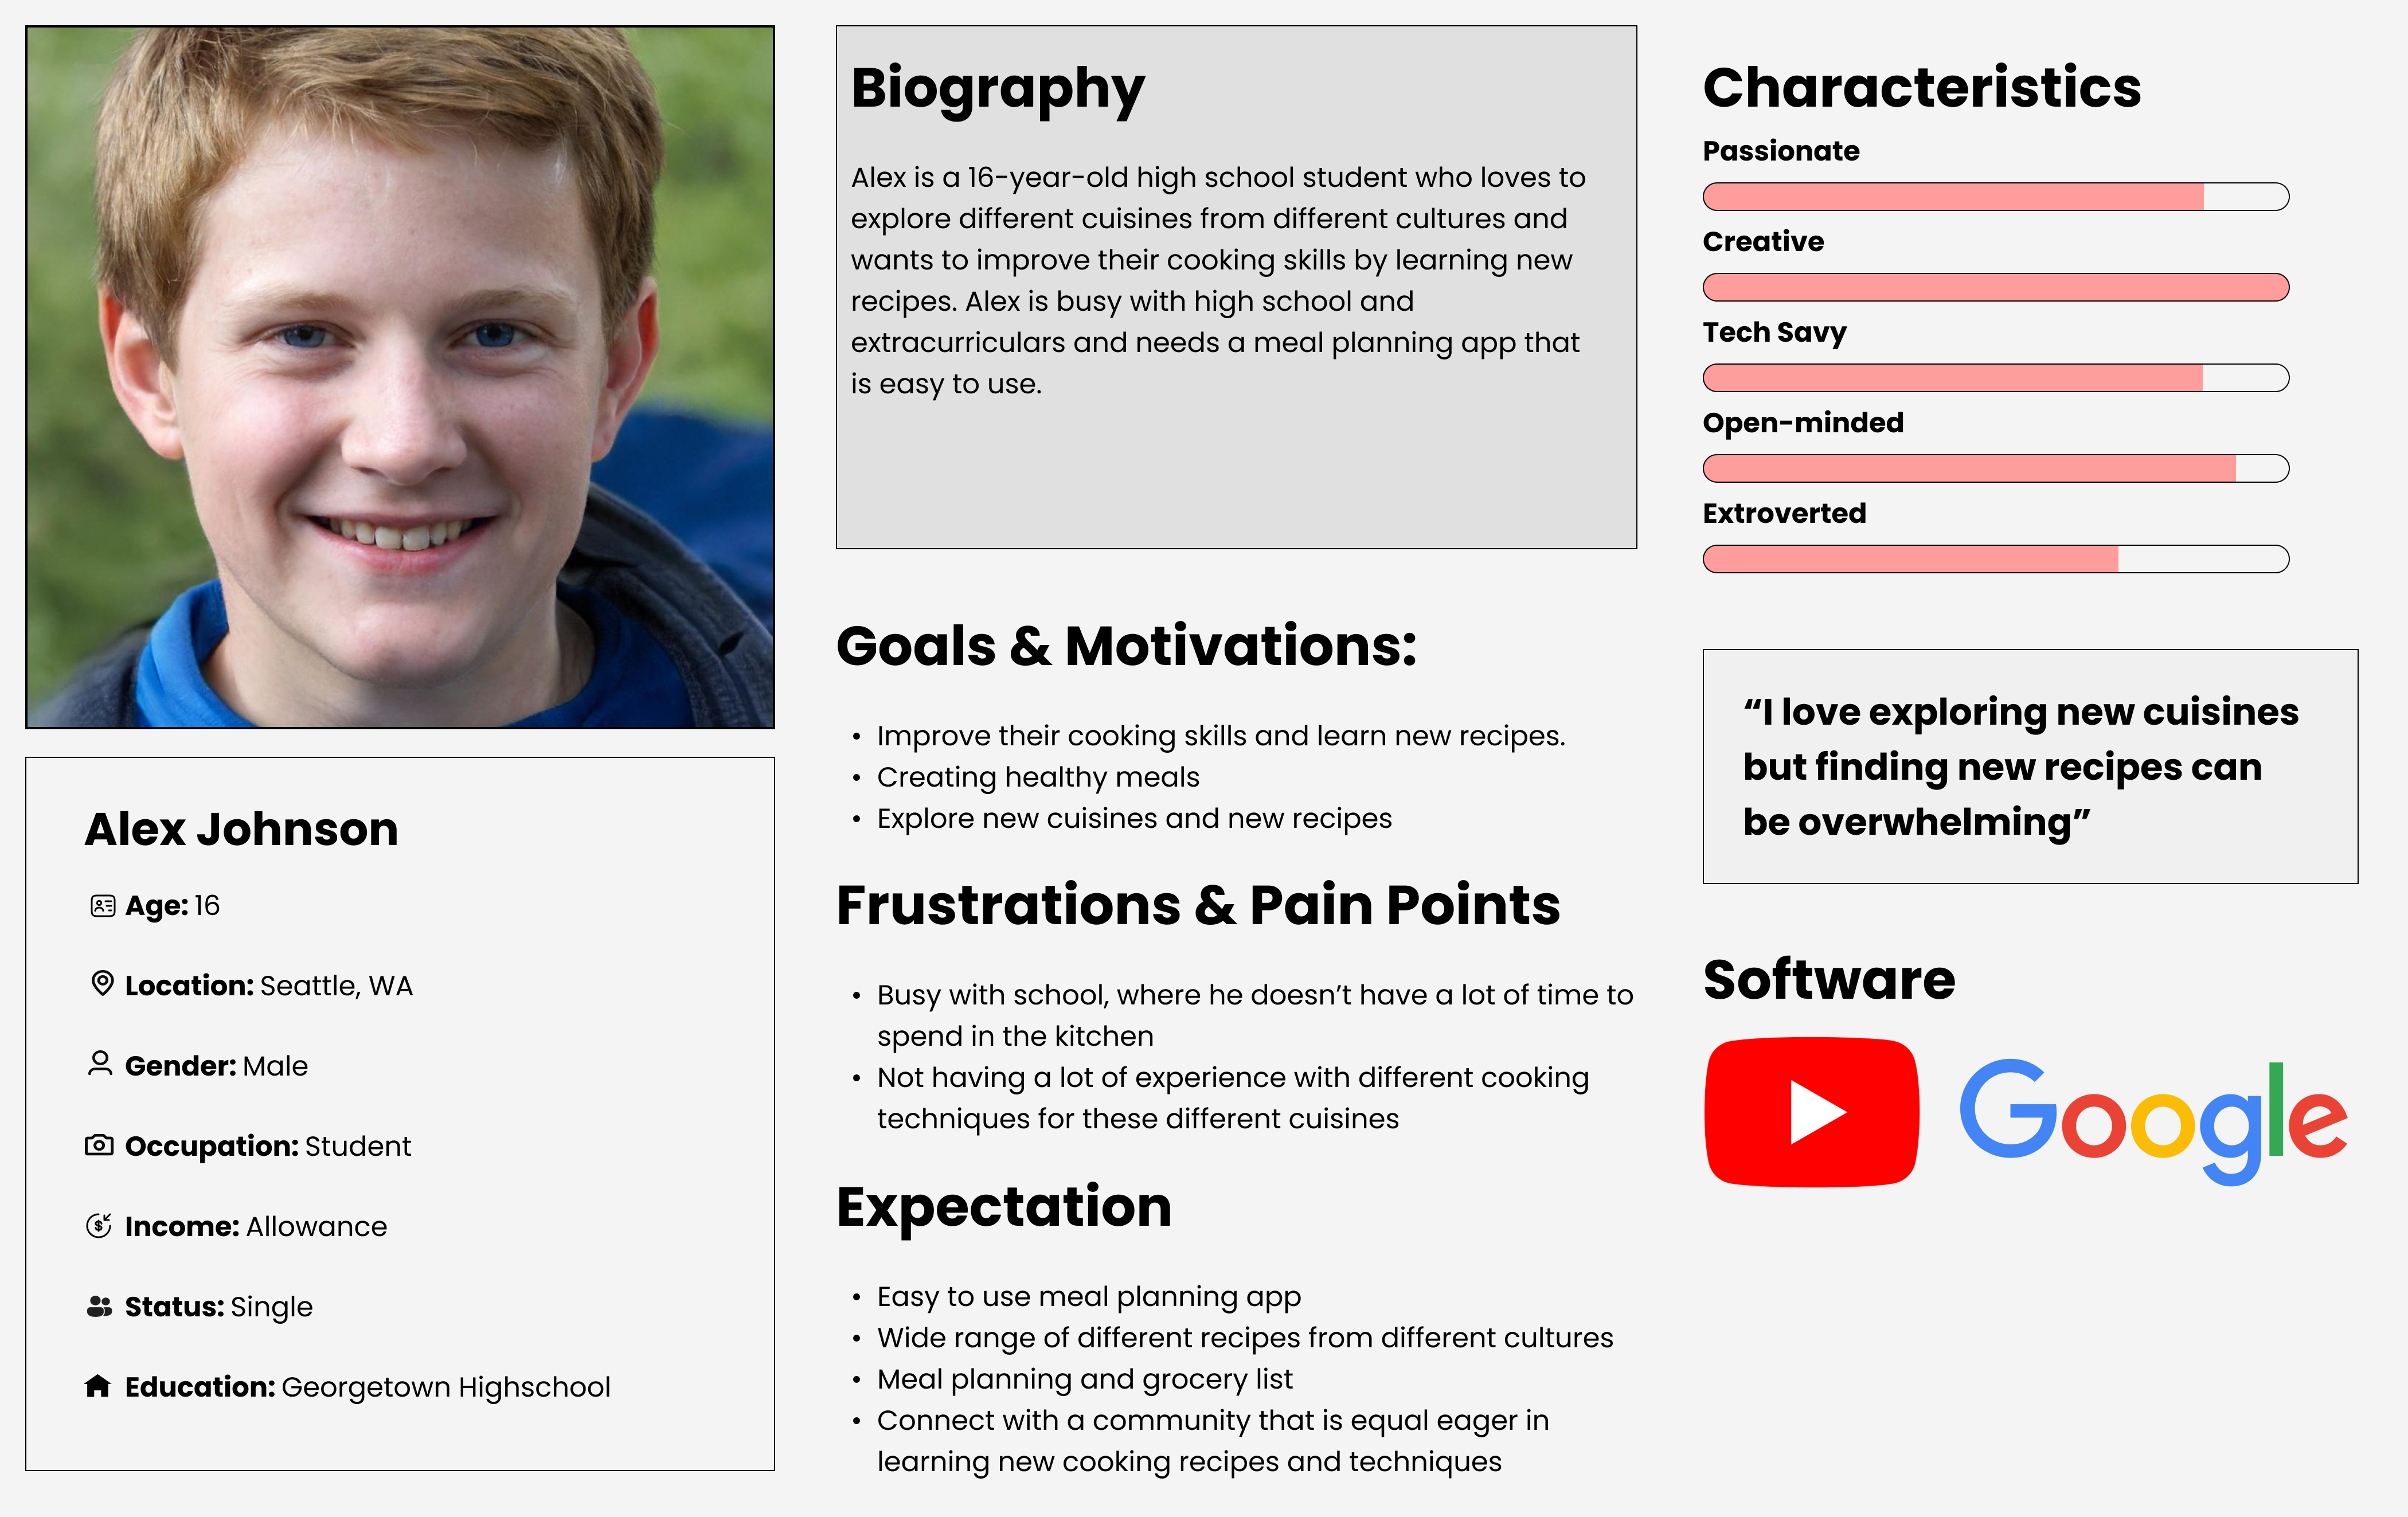 Alex Johnson
Age: 16
Location: Seattle, WA
Gender: Male
Occupation: Student
Income: Allowance
Status: Single
Education: Georgetown Highschool
Biography
Alex is a 16-year-old high school student who loves to
explore different cuisines from different cultures and
wants to improve their cooking skills by learning new
recipes. Alex is busy with high school and
extracurriculars and needs a meal planning app that
is easy to use.
Goals & Motivations:
• Improve their cooking skills and learn new recipes.
• Creating healthy meals
• Explore new cuisines and new recipes
Frustrations & Pain Points
• Busy with school, where he doesn’t have a lot of time to
spend in the kitchen
• Not having a lot of experience with different cooking
techniques for these different cuisines
Expectation
• Easy to use meal planning app
• Wide range of different recipes from different cultures
• Meal planning and grocery list
• Connect with a community that is equal eager in
learning new cooking recipes and techniques
Characteristics
Passionate
Creative
Tech Savy
Open-minded
Extroverted
“I love exploring new cuisines
but finding new recipes can
be overwhelming”
Software
Google